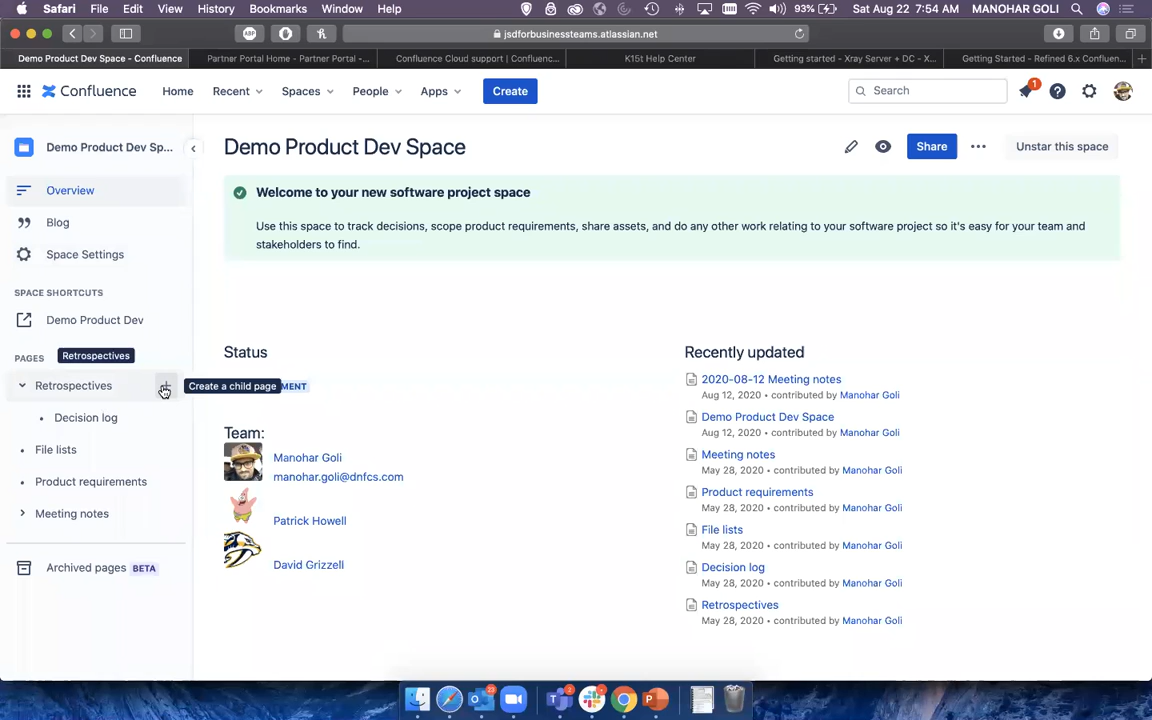 Safari File Edit View History Bookmarks Window Help 93% Sat Aug 22 7:54 AM MANOHAR GOLI
ABP jsdforbusinessteams.atlassian.net
Demo Product Dev Space - Confluence Partner Portal Home - Partner Portal -... Confluence Cloud support | Confluenc... K15t Help Center Getting started - Xray Server + DC - X... Getting Started - Refined 6.x Confluen...
Confluence Home Recent Spaces People Apps Create Search 1
Demo Product Dev Sp...
Overview
Blog
Space Settings
SPACE SHORTCUTS
Demo Product Dev
PAGES
Retrospectives
Retrospectives
Create a child page
Decision log
File lists
Product requirements
Meeting notes
Archived pages BETA
Demo Product Dev Space
Share
Unstar this space
Welcome to your new software project space
Use this space to track decisions, scope product requirements, share assets, and do any other work relating to your software project so it's easy for your team and
stakeholders to find.
Status
MENT
Team:
Manohar Goli
manohar.goli@dnfcs.com
Patrick Howell
David Grizzell
Recently updated
2020-08-12 Meeting notes
Aug 12, 2020 • contributed by Manohar Goli
Demo Product Dev Space
Aug 12, 2020 • contributed by Manohar Goli
Meeting notes
May 28, 2020 • contributed by Manohar Goli
Product requirements
May 28, 2020 • contributed by Manohar Goli
File lists
May 28, 2020 • contributed by Manohar Goli
Decision log
May 28, 2020 • contributed by Manohar Goli
Retrospectives
May 28, 2020 • contributed by Manohar Goli